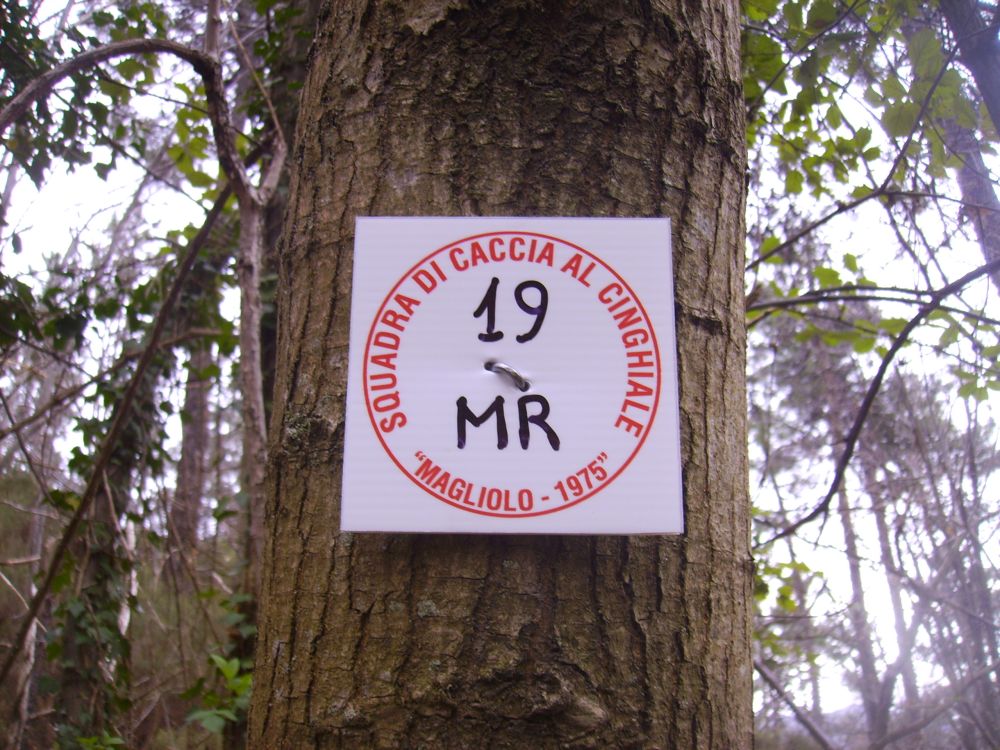 SQUADRA DI CACCIA AL CINGHIALE
19
MR
"MAGLIOLO - 1975"